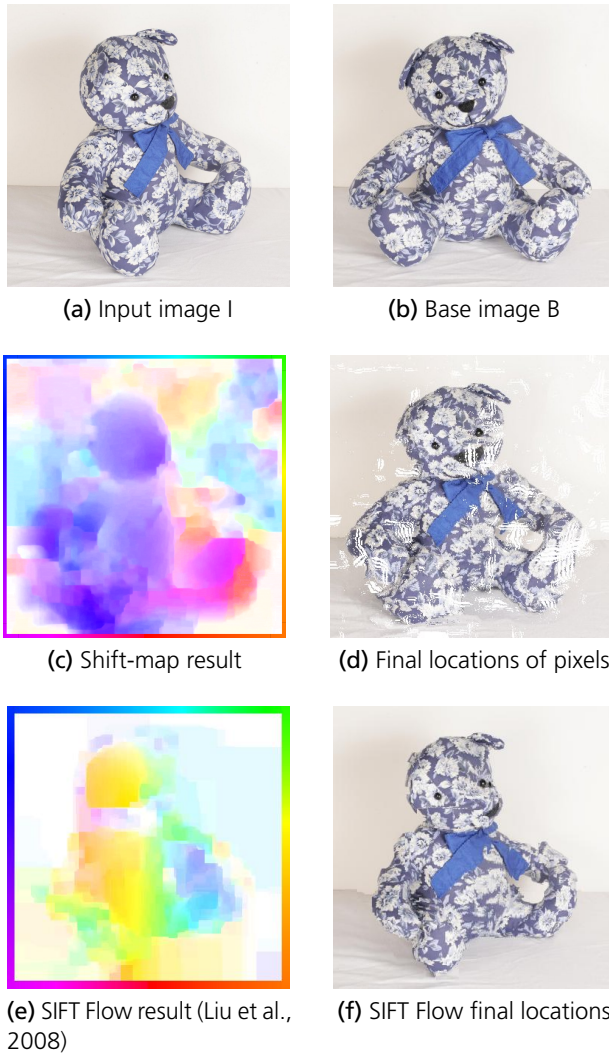 (a) Input image I
(b) Base image B
(c) Shift-map result
(d) Final locations of pixels
(e) SIFT Flow result (Liu et al.,
2008)
(f) SIFT Flow final locations